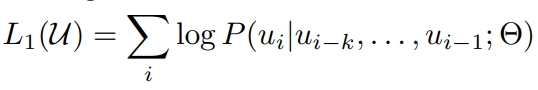 L₁(𝒰) = ∑ᵢ log P(uᵢ|uᵢ₋ₖ, . . . , uᵢ₋₁; Θ)